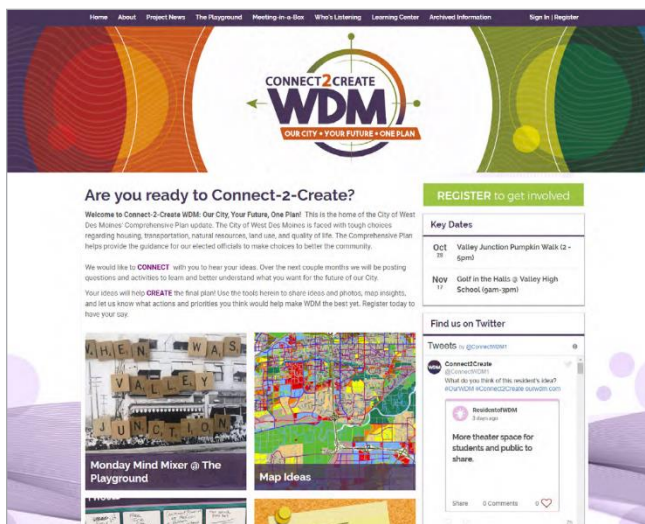 Home About Project News The Playground Meeting-in-a-Box Who's Listening Learning Center Archived Information Sign In | Register
CONNECT2CREATE
WDM
OUR CITY • YOUR FUTURE • ONE PLAN
Are you ready to Connect-2-Create?
Welcome to Connect-2-Create WDM: Our City, Your Future, One Plan! This is the home of the City of West
Des Moines' Comprehensive Plan update. The City of West Des Moines is faced with tough choices
regarding housing, transportation, natural resources, land use, and quality of life. The Comprehensive Plan
helps provide the guidance for our elected officials to make choices to better the community.
We would like to CONNECT with you to hear your ideas. Over the next couple months we will be posting
questions and activities to learn and better understand what you want for the future of our City.
Your ideas will help CREATE the final plan! Use the tools herein to share ideas and photos, map insights,
and let us know what actions and priorities you think would help make WDM the best yet. Register today to
have your say.
WHEN WAS
VALLEY
JUNCTION
Monday Mind Mixer @ The
Playground
Map Ideas
REGISTER to get involved
Key Dates
Oct
28
Valley Junction Pumpkin Walk (2 -
5pm)
Nov
17
Golf in the Halls @ Valley High
School (9am-3pm)
Find us on Twitter
Tweets by @ConnectWDM1
WDM
Connect2Create
@ConnectWDM1
What do you think of this resident's idea?
#OurWDM #Connect2Create ourwdm.com
ResidentofWDM
3 days ago
More theater space for
students and public to
share.
Share 0 Comments 0